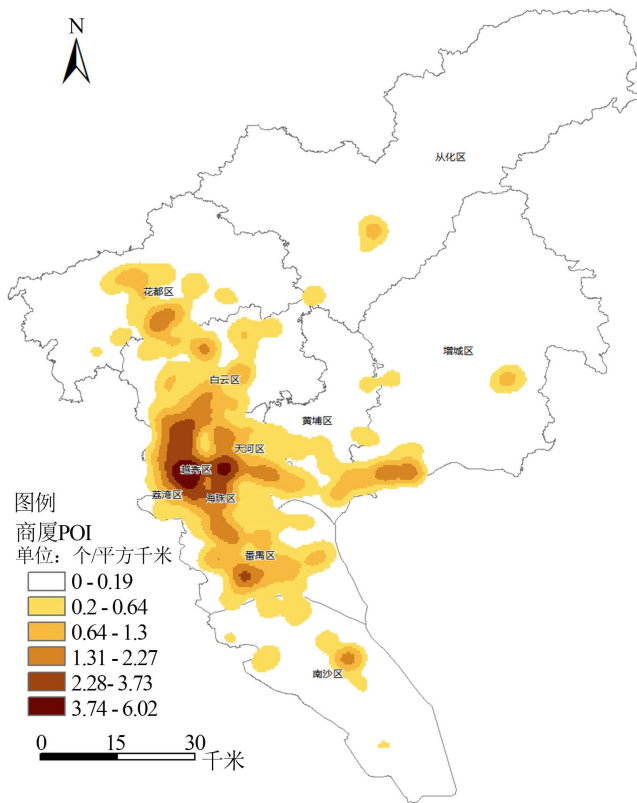 N
从化区
花都区
增城区
白云区
黄埔区
天河区
越秀区
荔湾区
海珠区
番禺区
南沙区
图例
商厦POI
单位：个/平方千米
0 - 0.19
0.2 - 0.64
0.64 - 1.3
1.31 - 2.27
2.28- 3.73
3.74 - 6.02
0 15 30
千米